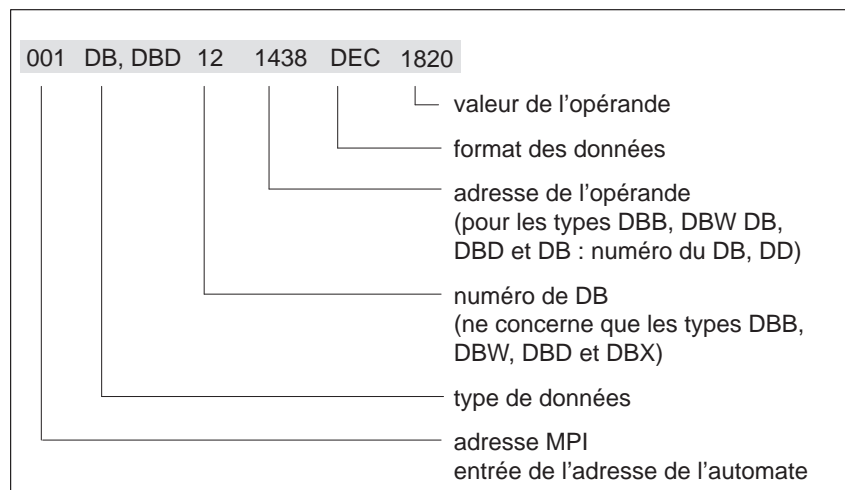 001 DB, DBD 12 1438 DEC 1820
valeur de l’opérande
format des données
adresse de l’opérande
(pour les types DBB, DBW DB,
DBD et DB : numéro du DB, DD)
numéro de DB
(ne concerne que les types DBB,
DBW, DBD et DBX)
type de données
adresse MPI
entrée de l’adresse de l’automate